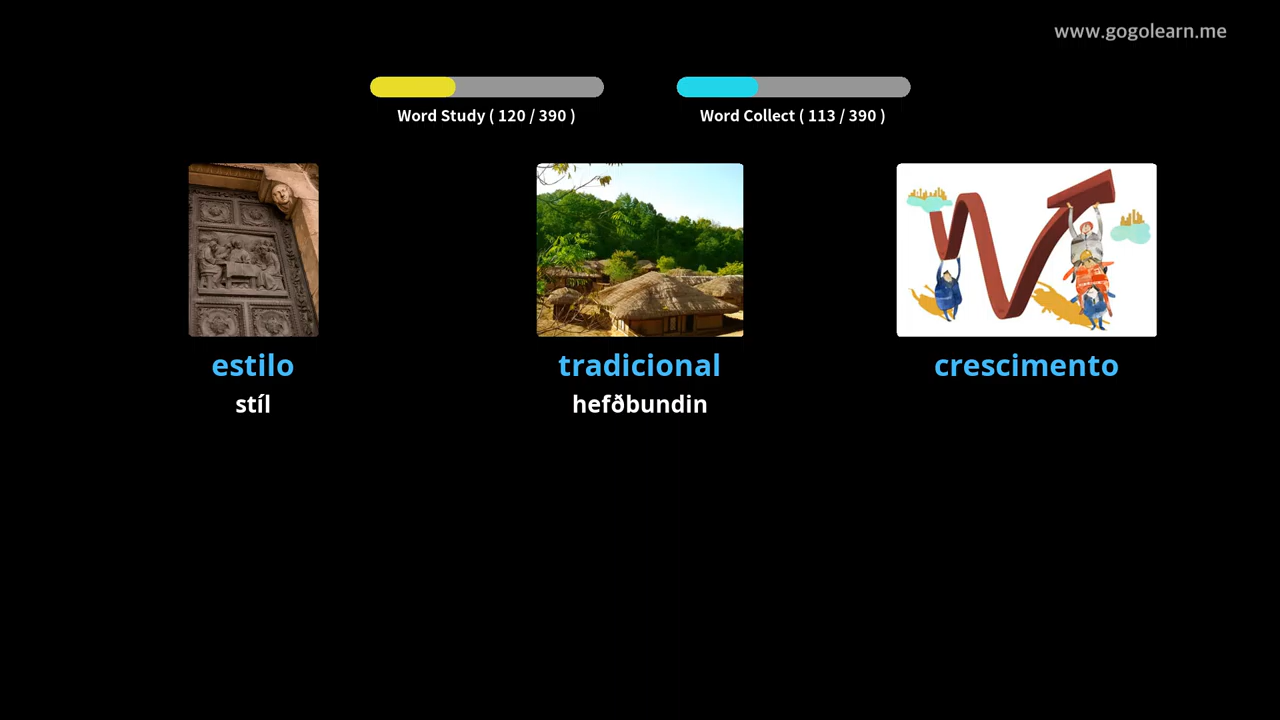 www.gogolearn.me
Word Study ( 120 / 390 )
Word Collect ( 113 / 390 )
estilo
stíl
tradicional
hefðbundin
crescimento